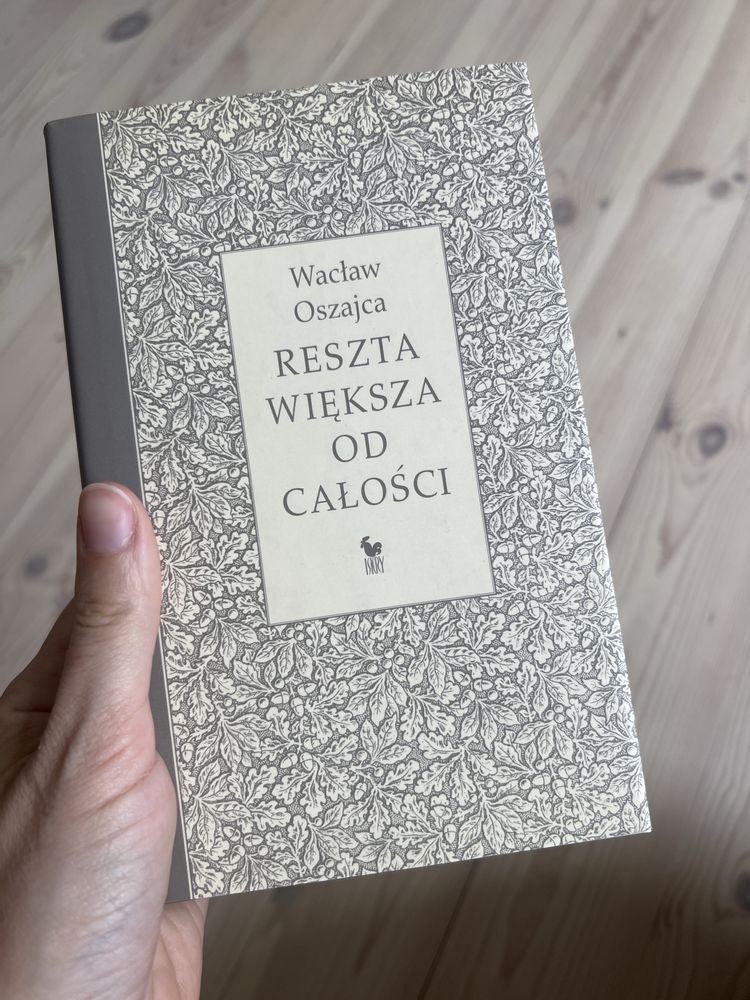 Wacław
Oszajca
RESZTA
WIĘKSZA
OD
CAŁOŚCI
ISKRY